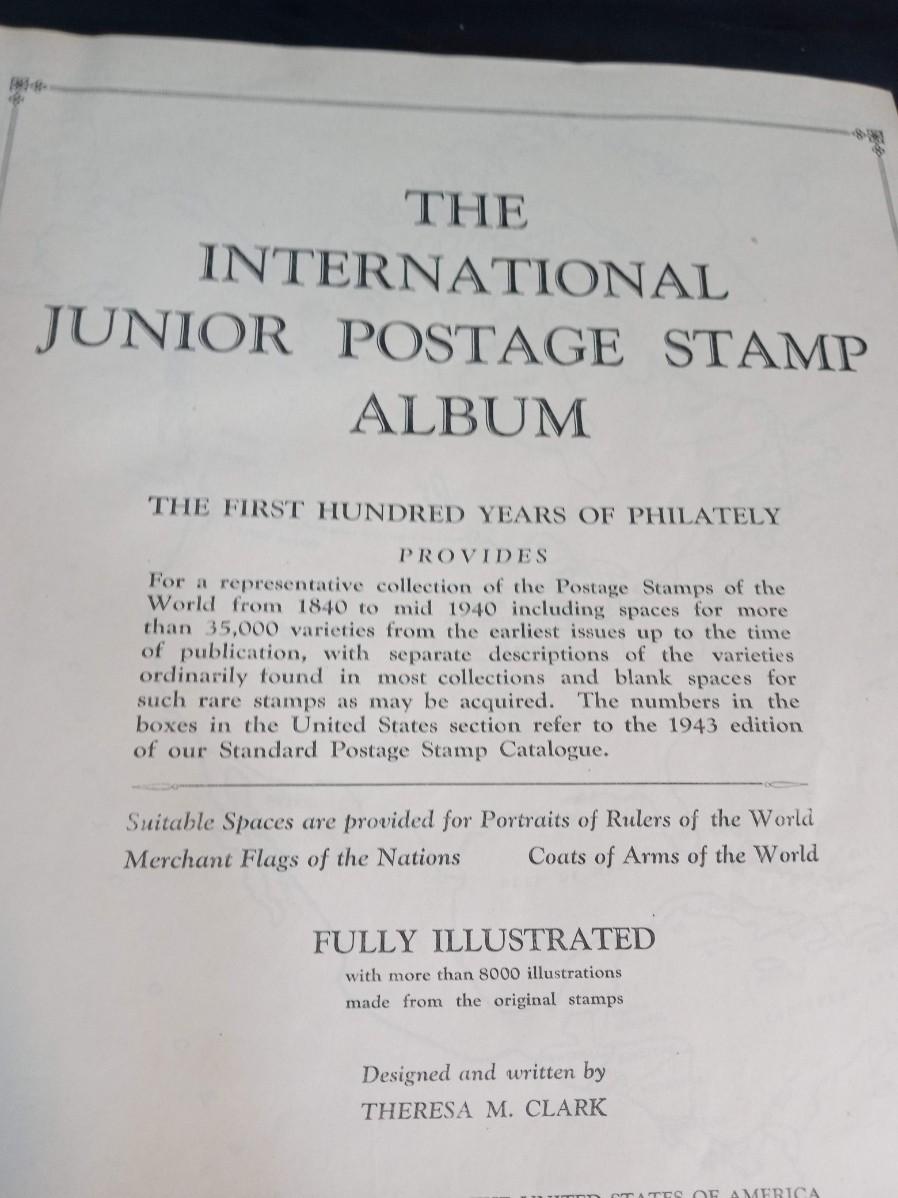 THE
INTERNATIONAL
JUNIOR POSTAGE STAMP
ALBUM
THE FIRST HUNDRED YEARS OF PHILATELY
PROVIDES
For a representative collection of the Postage Stamps of the
World from 1840 to mid 1940 including spaces for more
than 35,000 varieties from the earliest issues up to the time
of publication, with separate descriptions of the varieties
ordinarily found in most collections and blank spaces for
such rare stamps as may be acquired. The numbers in the
boxes in the United States section refer to the 1943 edition
of our Standard Postage Stamp Catalogue.
Suitable Spaces are provided for Portraits of Rulers of the World
Merchant Flags of the Nations Coats of Arms of the World
FULLY ILLUSTRATED
with more than 8000 illustrations
made from the original stamps
Designed and written by
THERESA M. CLARK
UNITED STATES OF AMERICA